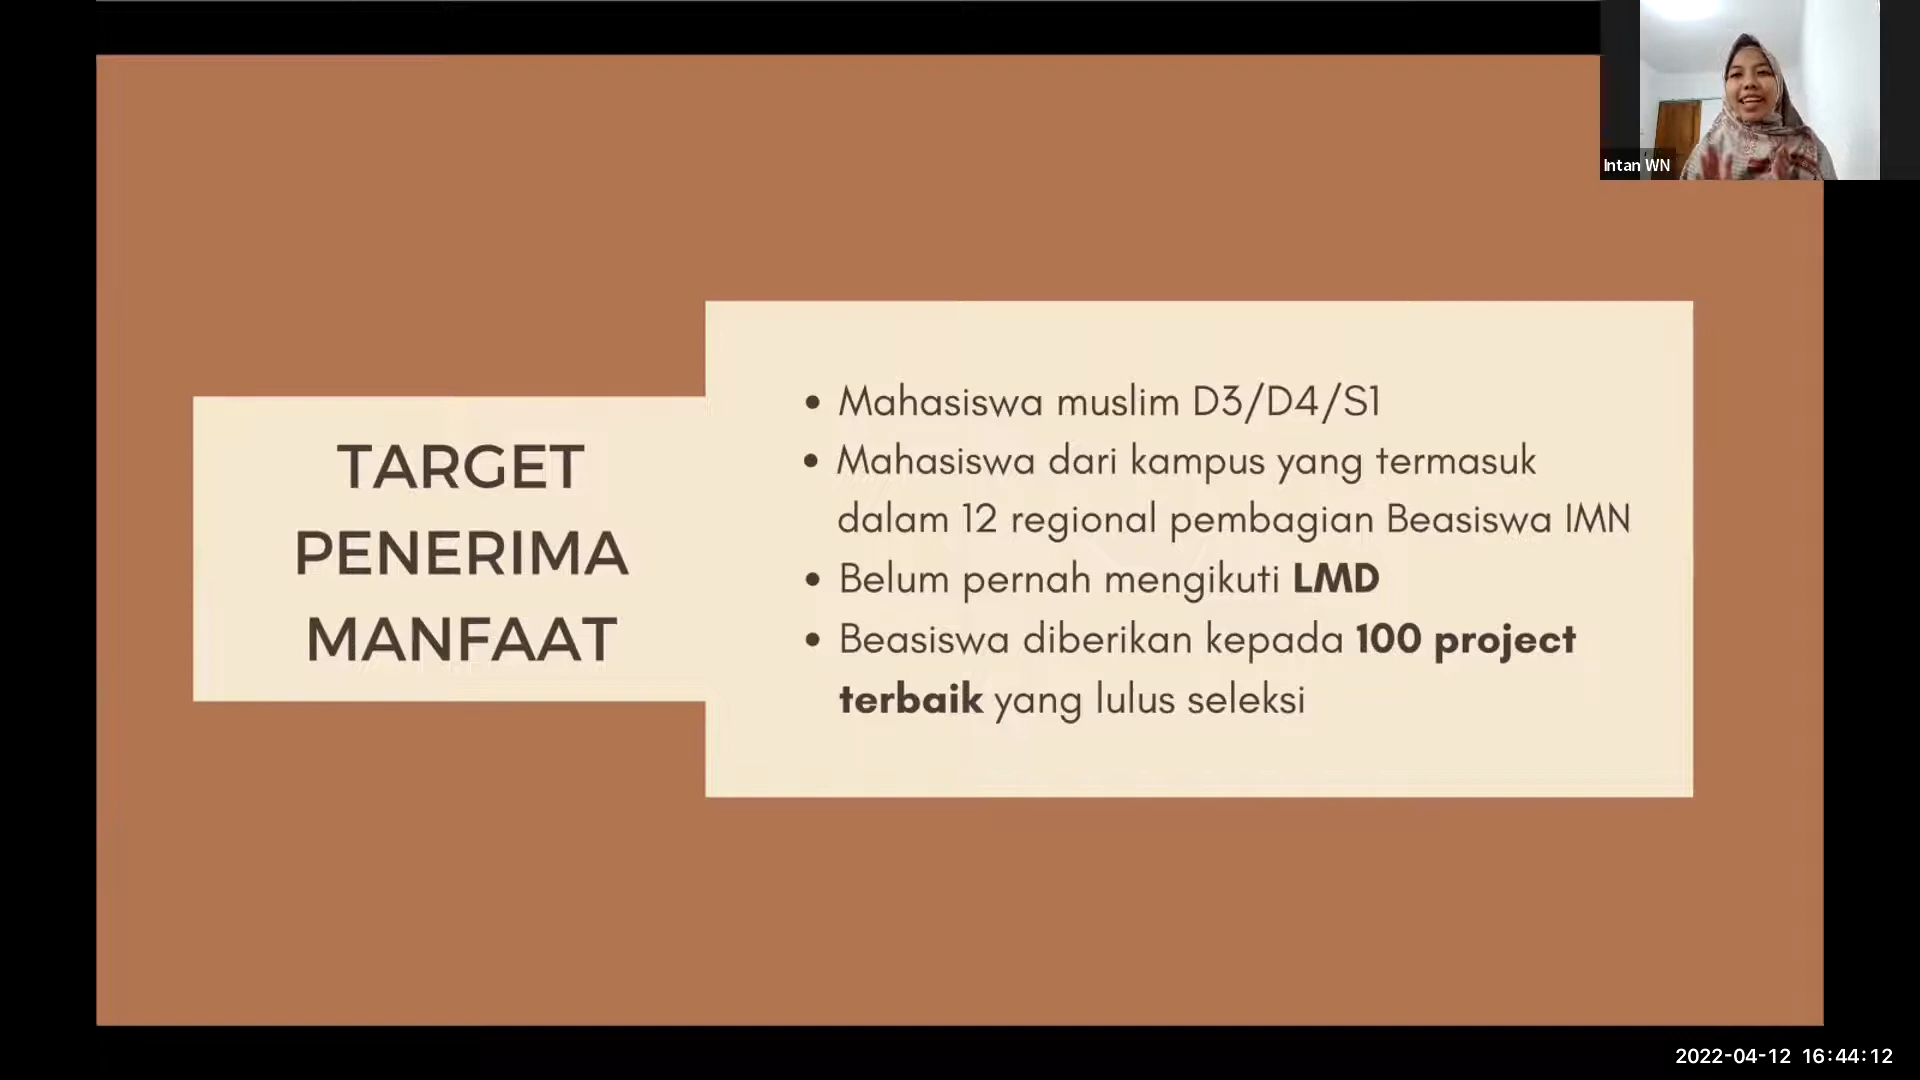 Intan WN
TARGET
PENERIMA
MANFAAT
• Mahasiswa muslim D3/D4/S1
• Mahasiswa dari kampus yang termasuk
dalam 12 regional pembagian Beasiswa IMN
• Belum pernah mengikuti LMD
• Beasiswa diberikan kepada 100 project
terbaik yang lulus seleksi
2022-04-12 16:44:12